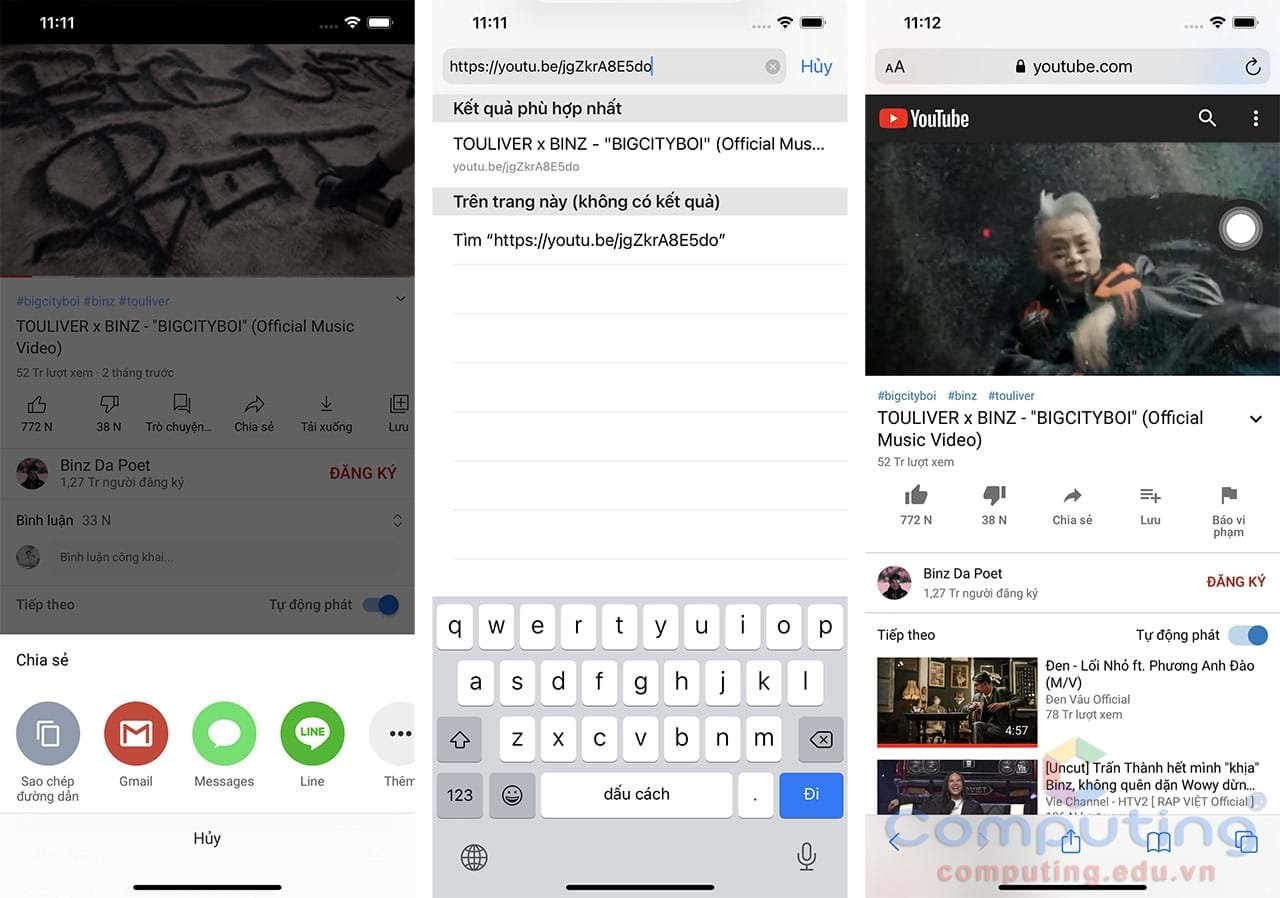 11:11
#bigcityboi #binz #touliver
TOULIVER x BINZ - "BIGCITYBOI" (Official Music
Video)
52 Tr lượt xem · 2 tháng trước
772 N
38 N
Trò chuyện...
Chia sẻ
Tải xuống
Lưu
Binz Da Poet
1,27 Tr người đăng ký
ĐĂNG KÝ
Bình luận 33 N
Bình luận công khai...
Tiếp theo
Tự động phát
Chia sẻ
LINE
Sao chép
đường dẫn
Gmail
Messages
Line
Thêm
Hủy
11:11
https://youtu.be/jgZkrA8E5do
Hủy
Kết quả phù hợp nhất
TOULIVER x BINZ - "BIGCITYBOI" (Official Mus...
youtu.be/jgZkrA8E5do
Trên trang này (không có kết quả)
Tìm “https://youtu.be/jgZkrA8E5do”
q w e r t y u i o p
a s d f g h j k l
z x c v b n m
123
dấu cách
.
Đi
11:12
AA
youtube.com
YouTube
#bigcityboi #binz #touliver
TOULIVER x BINZ - "BIGCITYBOI" (Official
Music Video)
52 Tr lượt xem
772 N
38 N
Chia sẻ
Lưu
Báo vi
phạm
Binz Da Poet
1,27 Tr người đăng ký
ĐĂNG KÝ
Tiếp theo
Tự động phát
4:57
Đen - Lối Nhỏ ft. Phương Anh Đào
(M/V)
Đen Vâu Official
78 Tr lượt xem
[Uncut] Trấn Thành hết mình "khịa"
Binz, không quên dặn Wowy dừn...
Vie Channel - HTV2 [ RAP VIỆT Official ]
Computing
computing.edu.vn